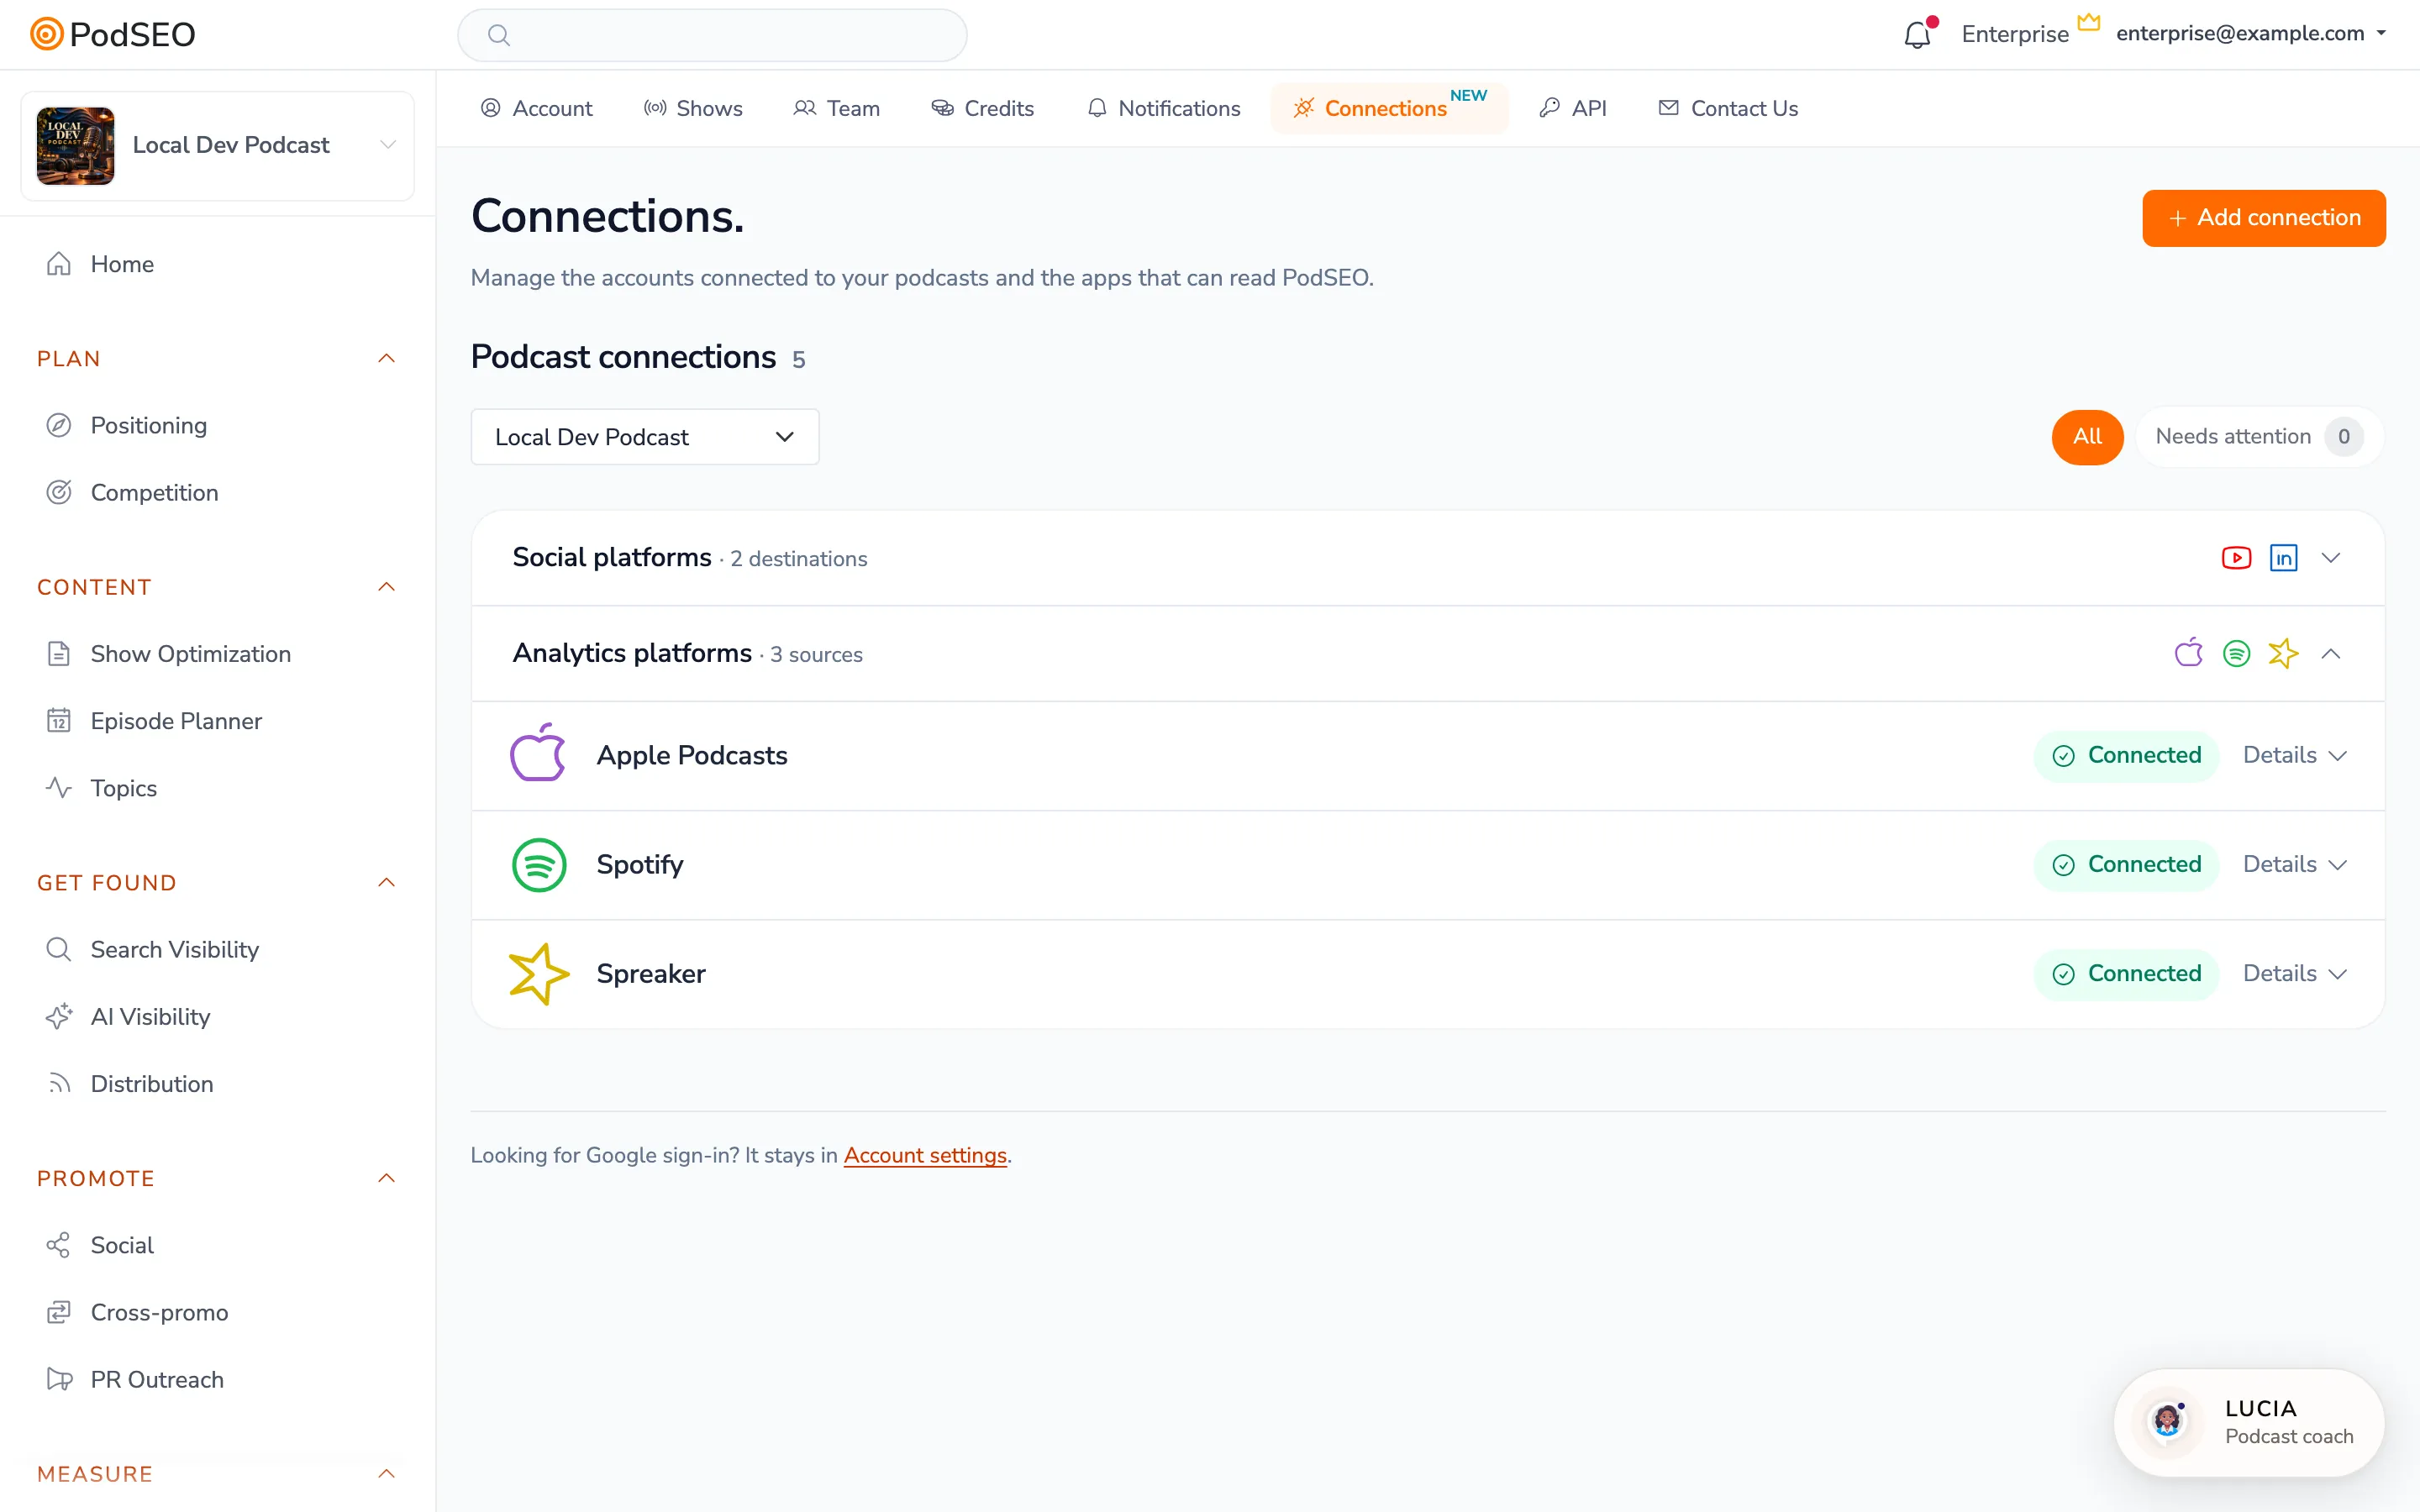 PodSEO
Enterprise
enterprise@example.com
LOCAL
DEV
PODCAST
Local Dev Podcast
Home
PLAN
Positioning
Competition
CONTENT
Show Optimization
Episode Planner
12
Topics
GET FOUND
Search Visibility
AI Visibility
Distribution
PROMOTE
Social
Cross-promo
PR Outreach
MEASURE
Account
Shows
Team
Credits
Notifications
Connections NEW
API
Contact Us
Connections.
+ Add connection
Manage the accounts connected to your podcasts and the apps that can read PodSEO.
Podcast connections 5
Local Dev Podcast
All
Needs attention 0
Social platforms · 2 destinations
in
Analytics platforms · 3 sources
Apple Podcasts
Connected
Details
Spotify
Connected
Details
Spreaker
Connected
Details
Looking for Google sign-in? It stays in Account settings.
LUCIA
Podcast coach